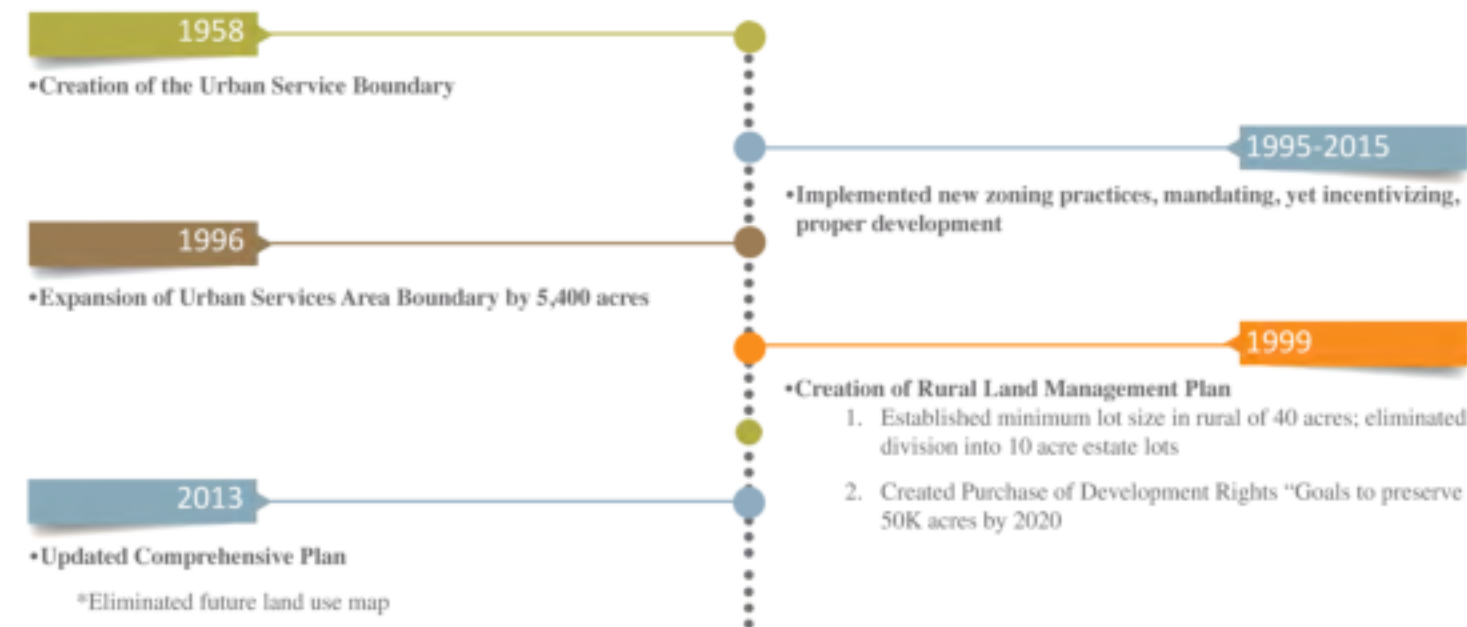 1958
•Creation of the Urban Service Boundary
1995-2015
•Implemented new zoning practices, mandating, yet incentivizing,
proper development
1996
•Expansion of Urban Services Area Boundary by 5,400 acres
1999
•Creation of Rural Land Management Plan
1. Established minimum lot size in rural of 40 acres; eliminated
division into 10 acre estate lots
2. Created Purchase of Development Rights “Goals to preserve
50K acres by 2020
2013
•Updated Comprehensive Plan
*Eliminated future land use map